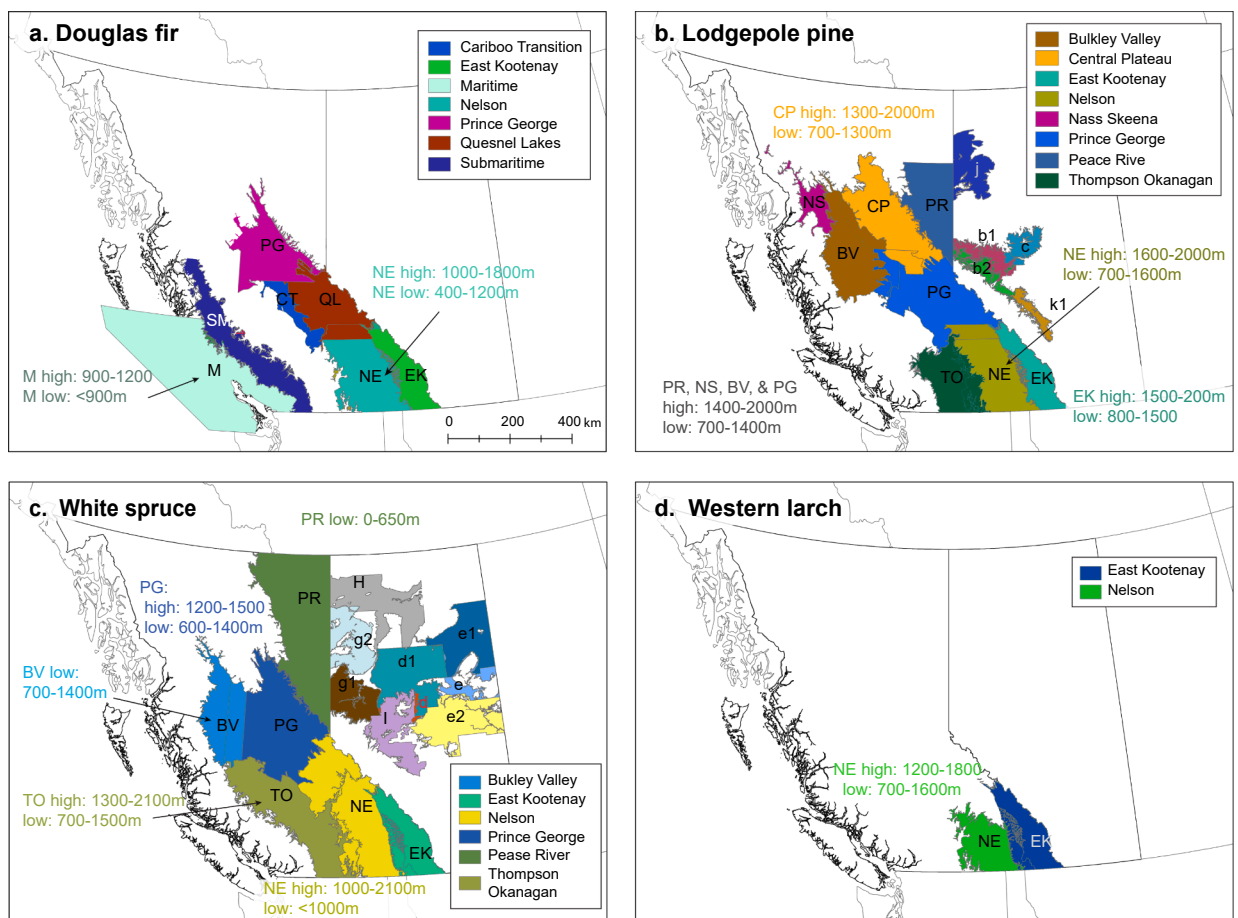 a. Douglas fir
Cariboo Transition
East Kootenay
Maritime
Nelson
Prince George
Quesnel Lakes
Submaritime
PG
CT
QL
SM
M
NE
EK
NE high: 1000-1800m
NE low: 400-1200m
M high: 900-1200
M low: <900m
0 200 400 km
b. Lodgepole pine
Bulkley Valley
Central Plateau
East Kootenay
Nelson
Nass Skeena
Prince George
Peace Rive
Thompson Okanagan
CP high: 1300-2000m
low: 700-1300m
NS
BV
CP
PR
j
b1
b2
c
k1
PG
TO
NE
EK
NE high: 1600-2000m
low: 700-1600m
PR, NS, BV, & PG
high: 1400-2000m
low: 700-1400m
EK high: 1500-200m
low: 800-1500
c. White spruce
PR low: 0-650m
PG:
high: 1200-1500
low: 600-1400m
BV low:
700-1400m
TO high: 1300-2100m
low: 700-1500m
NE high: 1000-2100m
low: <1000m
PR
H
g2
g1
d1
d
e1
e
e2
I
BV
PG
TO
NE
EK
Bukley Valley
East Kootenay
Nelson
Prince George
Pease River
Thompson
Okanagan
d. Western larch
East Kootenay
Nelson
NE high: 1200-1800
low: 700-1600m
NE
EK